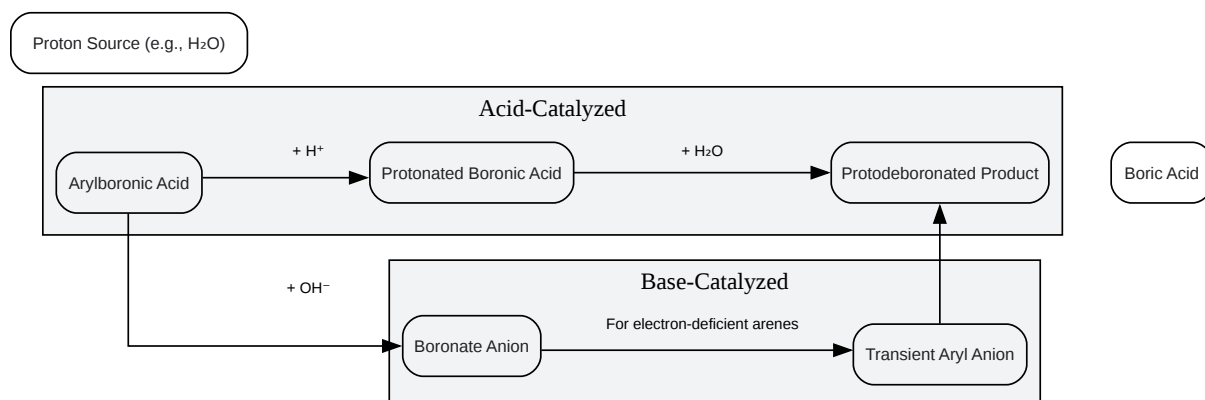 Proton Source (e.g., H₂O)
Acid-Catalyzed
+ H⁺
+ H₂O
Arylboronic Acid
Protonated Boronic Acid
Protodeboronated Product
Boric Acid
Base-Catalyzed
+ OH⁻
For electron-deficient arenes
Boronate Anion
Transient Aryl Anion